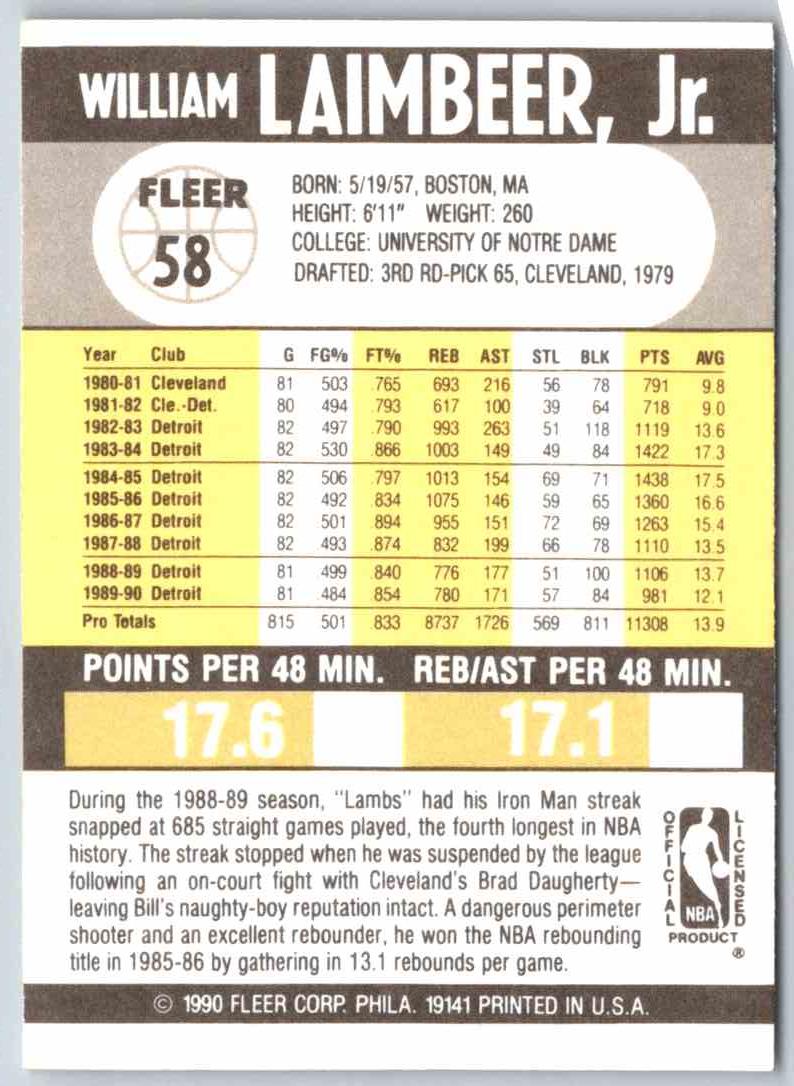 WILLIAM LAIMBEER, Jr.
FLEER
58
BORN: 5/19/57, BOSTON, MA
HEIGHT: 6'11" WEIGHT: 260
COLLEGE: UNIVERSITY OF NOTRE DAME
DRAFTED: 3RD RD-PICK 65, CLEVELAND, 1979
Year Club G FG% FT% REB AST STL BLK PTS AVG
1980-81 Cleveland 81 .503 .765 693 216 56 78 791 9.8
1981-82 Cle.-Det. 80 .494 .793 617 100 39 64 718 9.0
1982-83 Detroit 82 .497 .790 993 263 51 118 1119 13.6
1983-84 Detroit 82 .530 .866 1003 149 49 84 1422 17.3
1984-85 Detroit 82 .506 .797 1013 154 69 71 1438 17.5
1985-86 Detroit 82 .492 .834 1075 146 59 65 1360 16.6
1986-87 Detroit 82 .501 .894 955 151 72 69 1263 15.4
1987-88 Detroit 82 .493 .874 832 199 66 78 1110 13.5
1988-89 Detroit 81 .499 .840 776 177 51 100 1106 13.7
1989-90 Detroit 81 .484 .854 780 171 57 84 981 12.1
Pro Totals 815 .501 .833 8737 1726 569 811 11308 13.9
POINTS PER 48 MIN. REB/AST PER 48 MIN.
17.6 17.1
During the 1988-89 season, "Lambs" had his Iron Man streak
snapped at 685 straight games played, the fourth longest in NBA
history. The streak stopped when he was suspended by the league
following an on-court fight with Cleveland's Brad Daugherty—
leaving Bill's naughty-boy reputation intact. A dangerous perimeter
shooter and an excellent rebounder, he won the NBA rebounding
title in 1985-86 by gathering in 13.1 rebounds per game.
OFFICIAL
LICENSED
NBA
PRODUCT
®
© 1990 FLEER CORP. PHILA. 19141 PRINTED IN U.S.A.